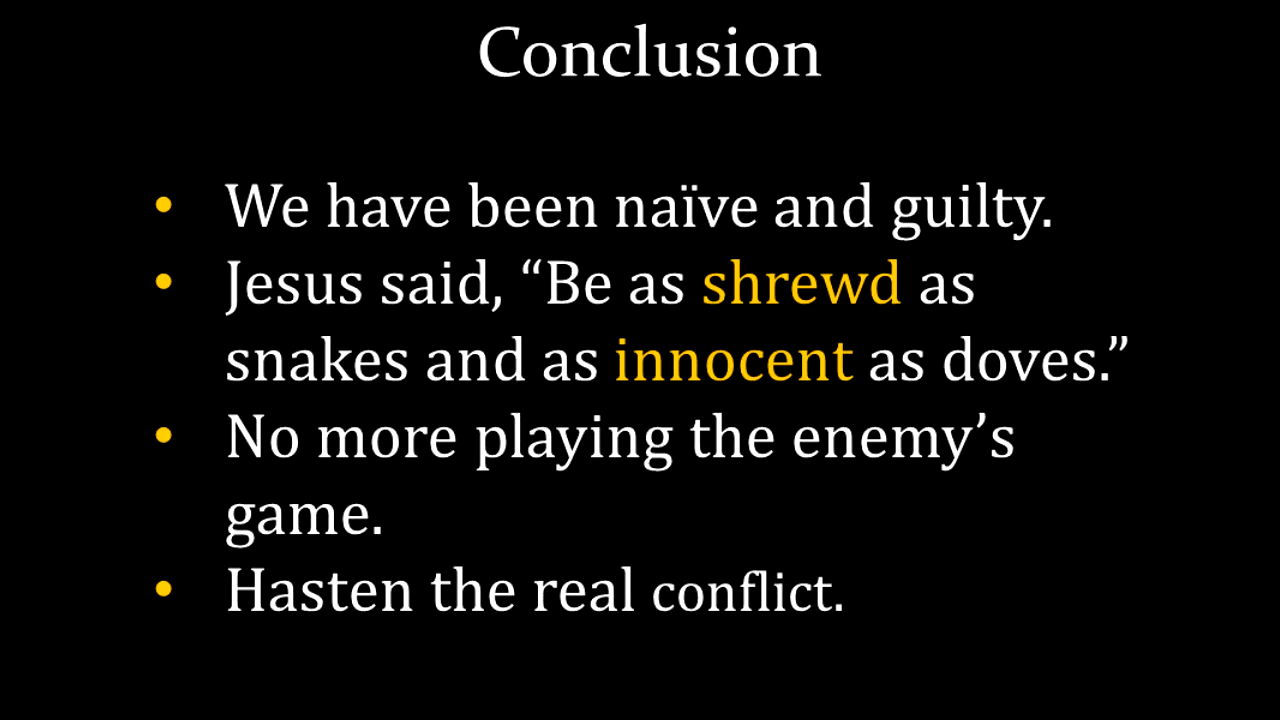 Conclusion
• We have been naïve and guilty.
• Jesus said, “Be as shrewd as
snakes and as innocent as doves.”
• No more playing the enemy’s
game.
• Hasten the real conflict.